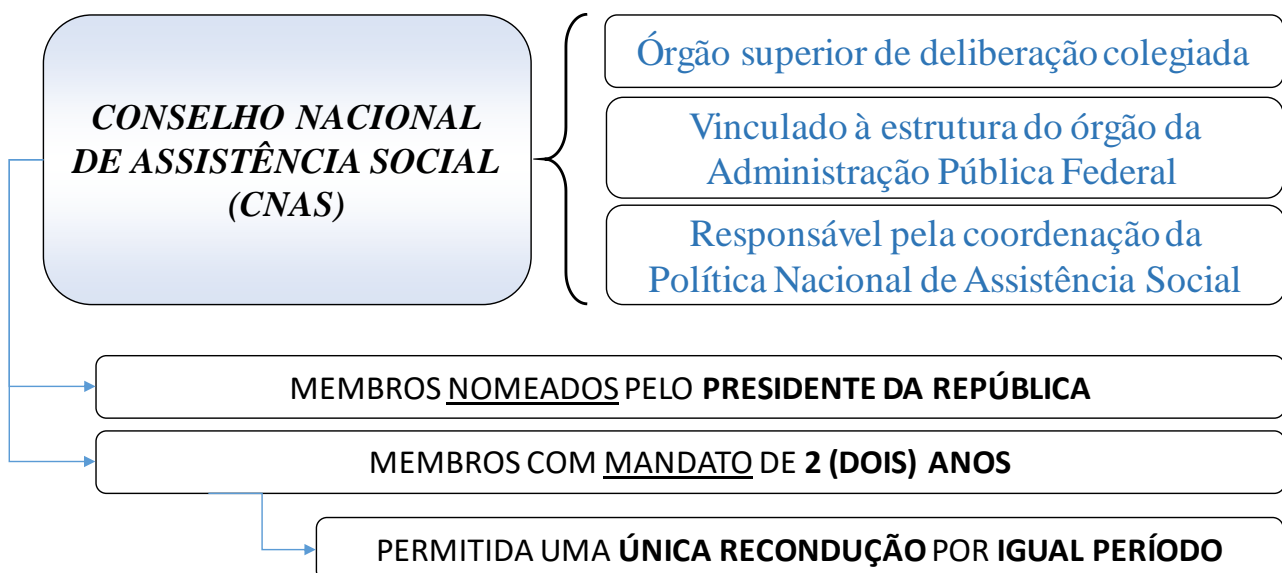 CONSELHO NACIONAL
DE ASSISTÊNCIA SOCIAL
(CNAS)
Órgão superior de deliberação colegiada
Vinculado à estrutura do órgão da
Administração Pública Federal
Responsável pela coordenação da
Política Nacional de Assistência Social
MEMBROS NOMEADOS PELO PRESIDENTE DA REPÚBLICA
MEMBROS COM MANDATO DE 2 (DOIS) ANOS
PERMITIDA UMA ÚNICA RECONDUÇÃO POR IGUAL PERÍODO